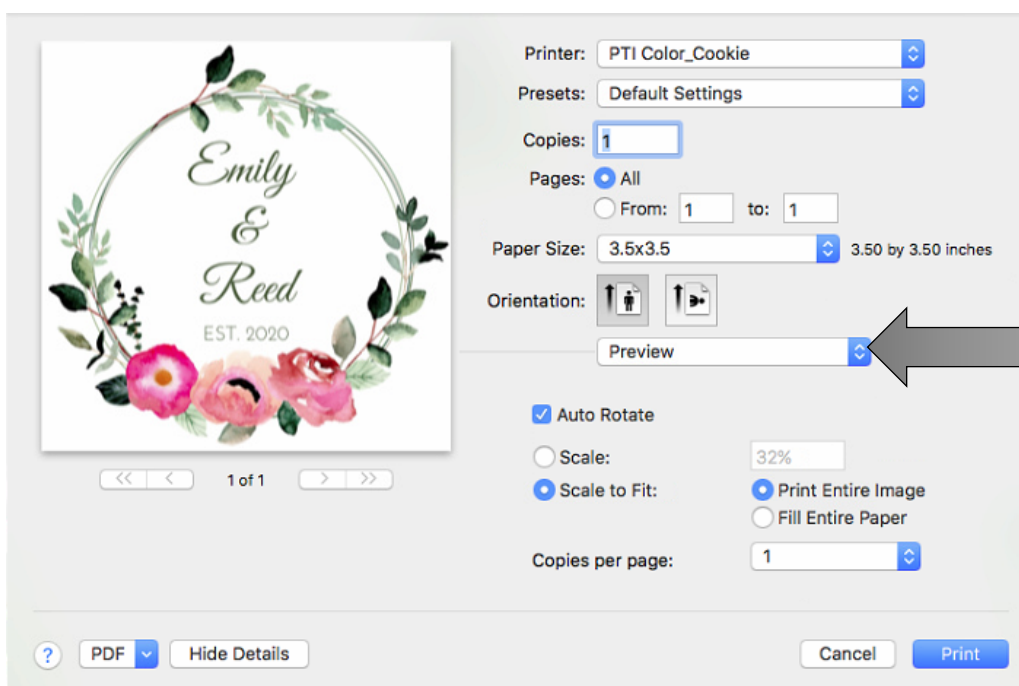 Emily
&
Reed
EST. 2020
<< < 1 of 1 > >>
Printer: PTI Color_Cookie
Presets: Default Settings
Copies: 1
Pages: All
From: 1 to: 1
Paper Size: 3.5x3.5 3.50 by 3.50 inches
Orientation:
Preview
Auto Rotate
Scale: 32%
Scale to Fit: Print Entire Image
Fill Entire Paper
Copies per page: 1
? PDF Hide Details Cancel Print